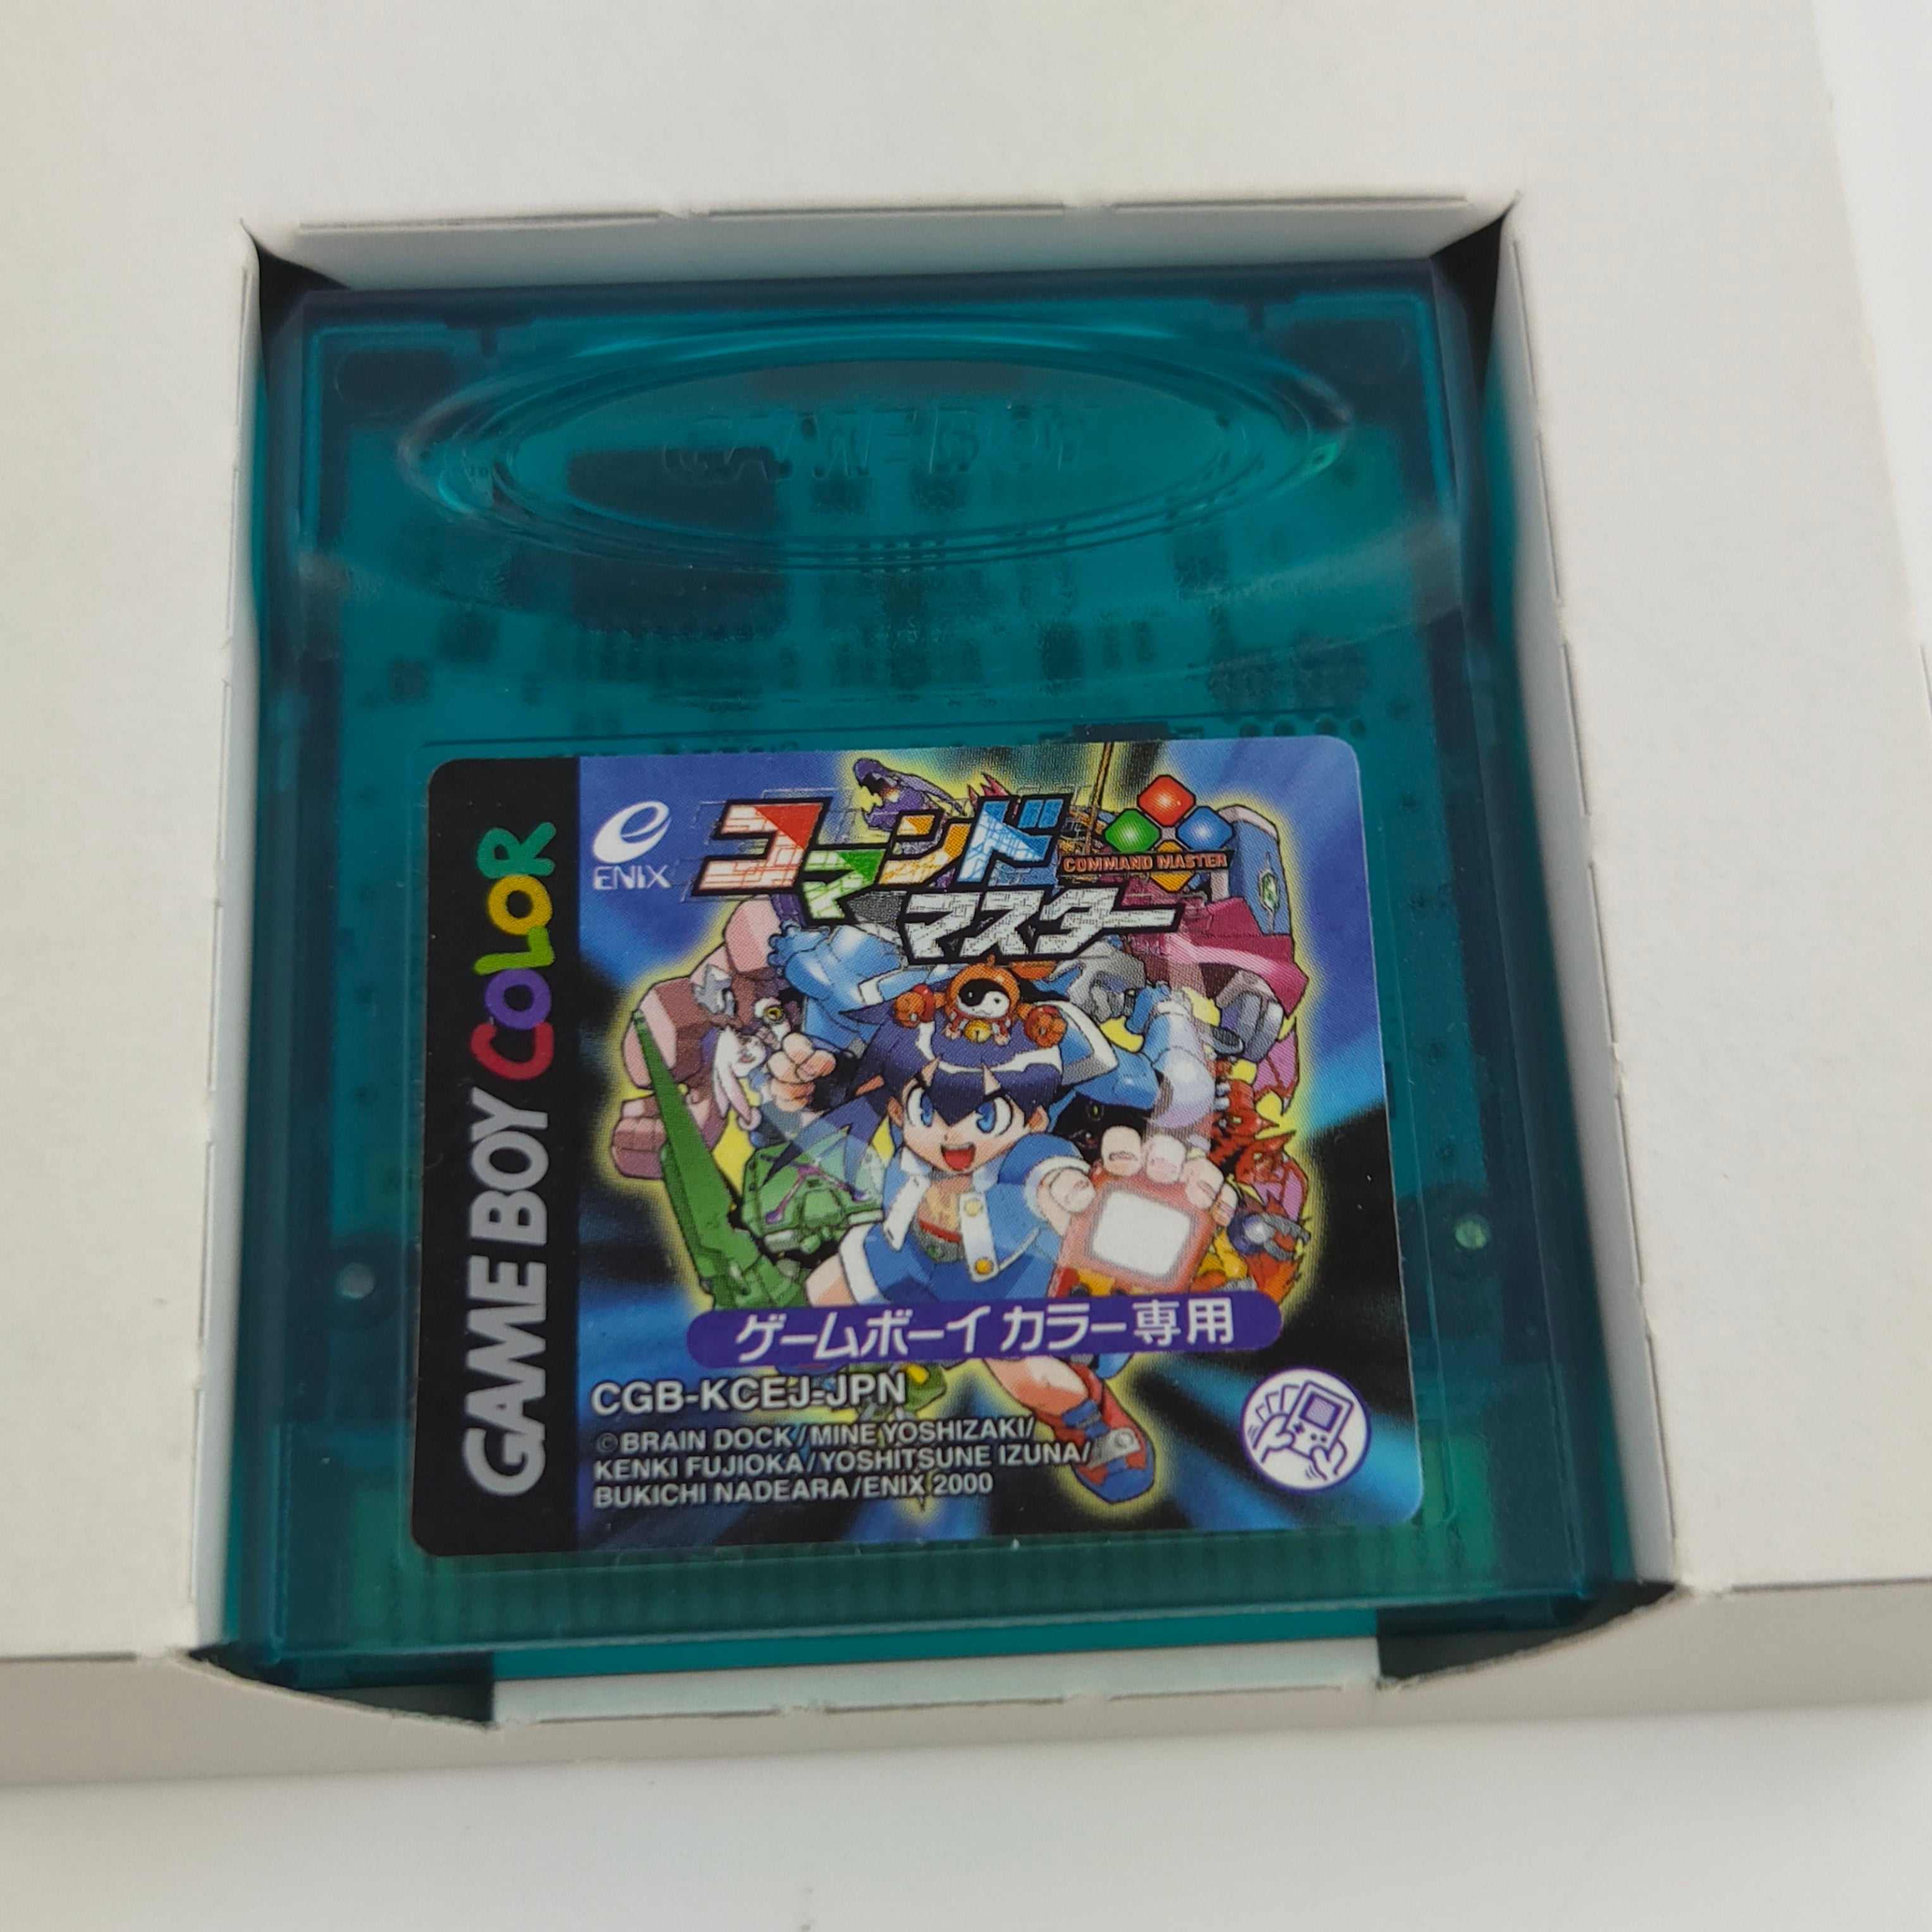 GAME BOY
GAME BOY COLOR
ENIX
コマンド
マスター
COMMAND MASTER
ゲームボーイカラー専用
CGB-KCEJ-JPN
©BRAIN DOCK/MINE YOSHIZAKI/
KENKI FUJIOKA/YOSHITSUNE IZUNA/
BUKICHI NADEARA/ENIX 2000